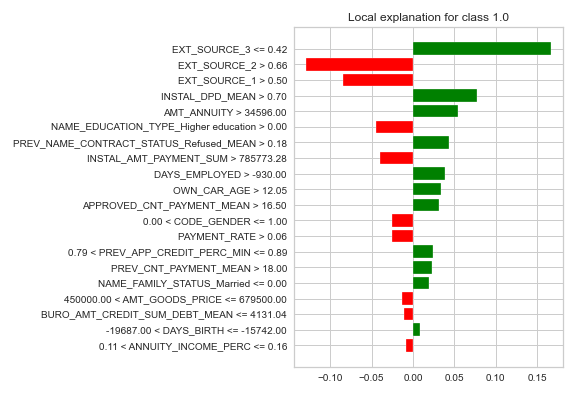 Local explanation for class 1.0
EXT_SOURCE_3 <= 0.42
EXT_SOURCE_2 > 0.66
EXT_SOURCE_1 > 0.50
INSTAL_DPD_MEAN > 0.70
AMT_ANNUITY > 34596.00
NAME_EDUCATION_TYPE_Higher education > 0.00
PREV_NAME_CONTRACT_STATUS_Refused_MEAN > 0.18
INSTAL_AMT_PAYMENT_SUM > 785773.28
DAYS_EMPLOYED > -930.00
OWN_CAR_AGE > 12.05
APPROVED_CNT_PAYMENT_MEAN > 16.50
0.00 < CODE_GENDER <= 1.00
PAYMENT_RATE > 0.06
0.79 < PREV_APP_CREDIT_PERC_MIN <= 0.89
PREV_CNT_PAYMENT_MEAN > 18.00
NAME_FAMILY_STATUS_Married <= 0.00
450000.00 < AMT_GOODS_PRICE <= 679500.00
BURO_AMT_CREDIT_SUM_DEBT_MEAN <= 4131.04
-19687.00 < DAYS_BIRTH <= -15742.00
0.11 < ANNUITY_INCOME_PERC <= 0.16
−0.10 −0.05 0.00 0.05 0.10 0.15